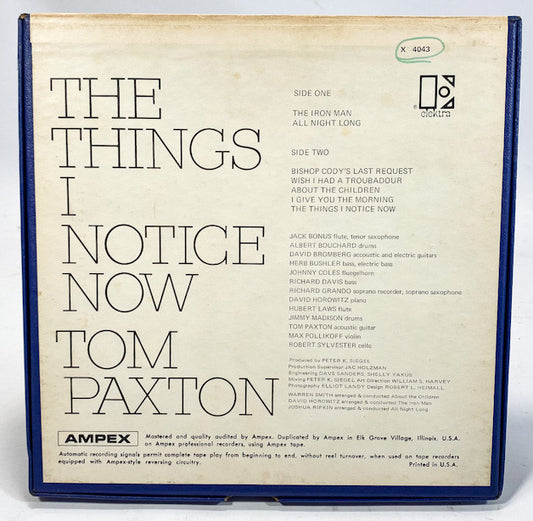 X 4043
THE
THINGS
I
NOTICE
NOW
TOM
PAXTON
SIDE ONE
THE IRON MAN
ALL NIGHT LONG
SIDE TWO
BISHOP CODY'S LAST REQUEST
WISH I HAD A TROUBADOUR
ABOUT THE CHILDREN
I GIVE YOU THE MORNING
THE THINGS I NOTICE NOW
® elektra
JACK BONUS flute, tenor saxophone
ALBERT BOUCHARD drums
DAVID BROMBERG acoustic and electric guitars
HERB BUSHLER bass, electric bass
JOHNNY COLES fluegelhorn
RICHARD DAVIS bass
RICHARD GRANDO soprano recorder, soprano saxophone
DAVID HOROWITZ piano
HUBERT LAWS flute
JIMMY MADISON drums
TOM PAXTON acoustic guitar
MAX POLLIKOFF violin
ROBERT SYLVESTER cello
Produced by PETER K. SIEGEL
Production Supervisor JAC HOLZMAN
Engineering DAVE SANDERS; SHELLY YAKUS
Mixing PETER K. SIEGEL Art Direction WILLIAM S. HARVEY
Photography ELLIOT LANDY Design ROBERT L. HEIMALL
WARREN SMITH arranged & conducted About the Children
DAVID HOROWITZ arranged & conducted The Iron Man
JOSHUA RIFKIN arranged & conducted All Night Long
AMPEX
Mastered and quality audited by Ampex. Duplicated by Ampex in Elk Grove Village, Illinois, U.S.A.
on Ampex professional recorders, using Ampex tape.
Automatic recording signals permit complete tape play from beginning to end, without reel turnover, when used on tape recorders
equipped with Ampex-style reversing circuitry.
Printed in U.S.A.